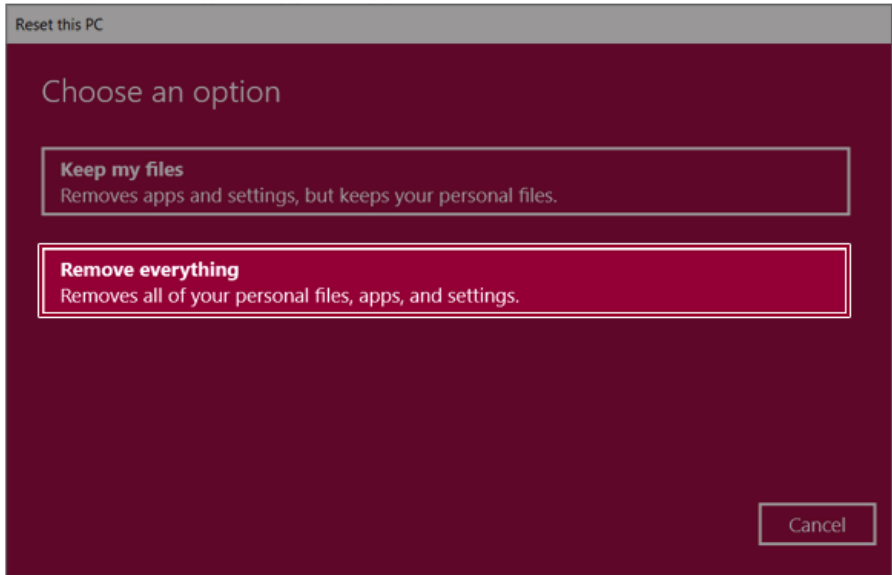 Reset this PC
Choose an option
Keep my files
Removes apps and settings, but keeps your personal files.
Remove everything
Removes all of your personal files, apps, and settings.
Cancel